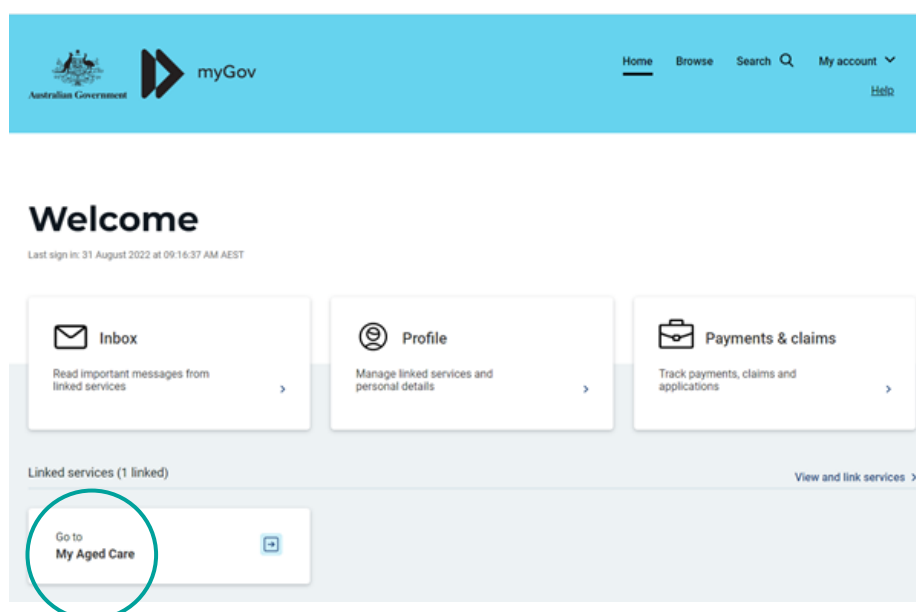 Australian Government
myGov
Home Browse Search My account
Help
Welcome
Last sign in: 31 August 2022 at 09:16:37 AM AEST
Inbox
Read important messages from
linked services
Profile
Manage linked services and
personal details
Payments & claims
Track payments, claims and
applications
Linked services (1 linked)
View and link services
Go to
My Aged Care